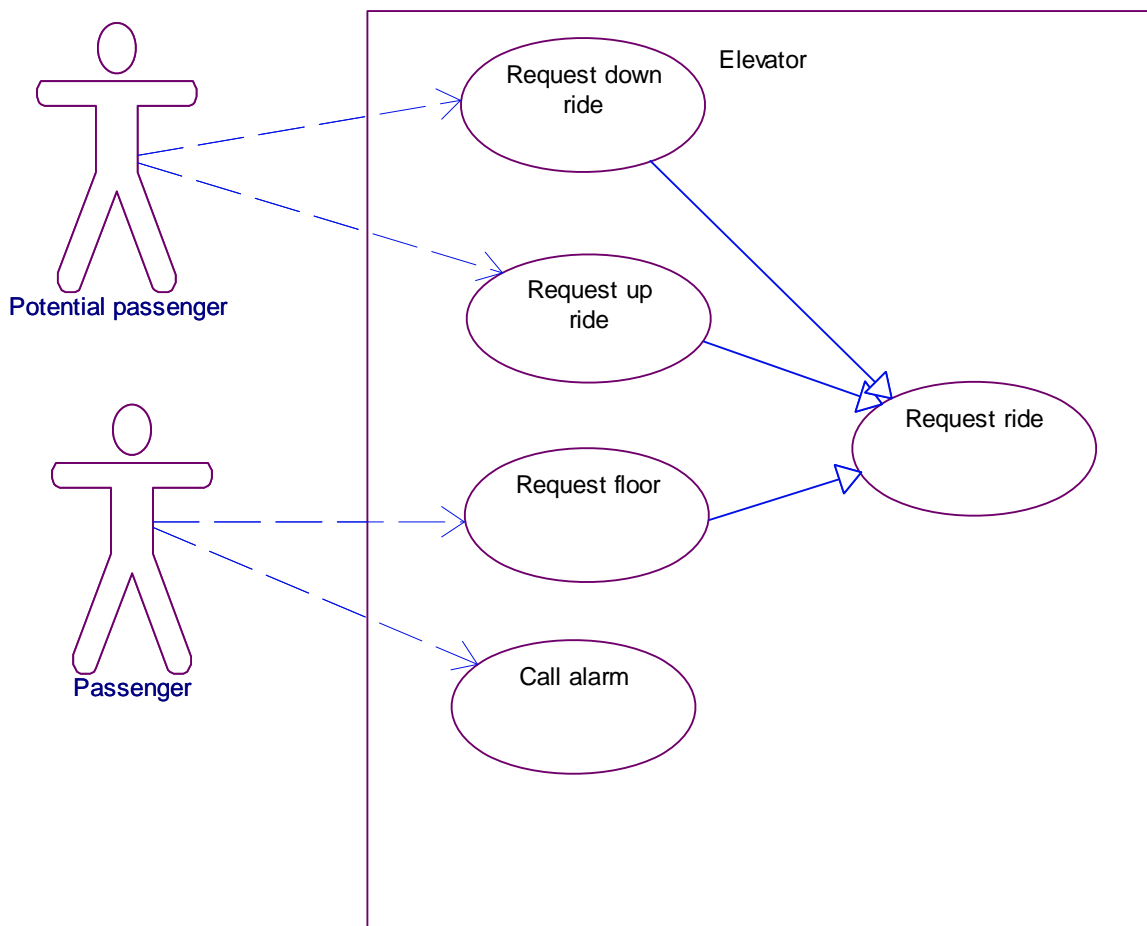 Elevator
Request down
ride
Request up
ride
Potential passenger
Request ride
Request floor
Call alarm
Passenger